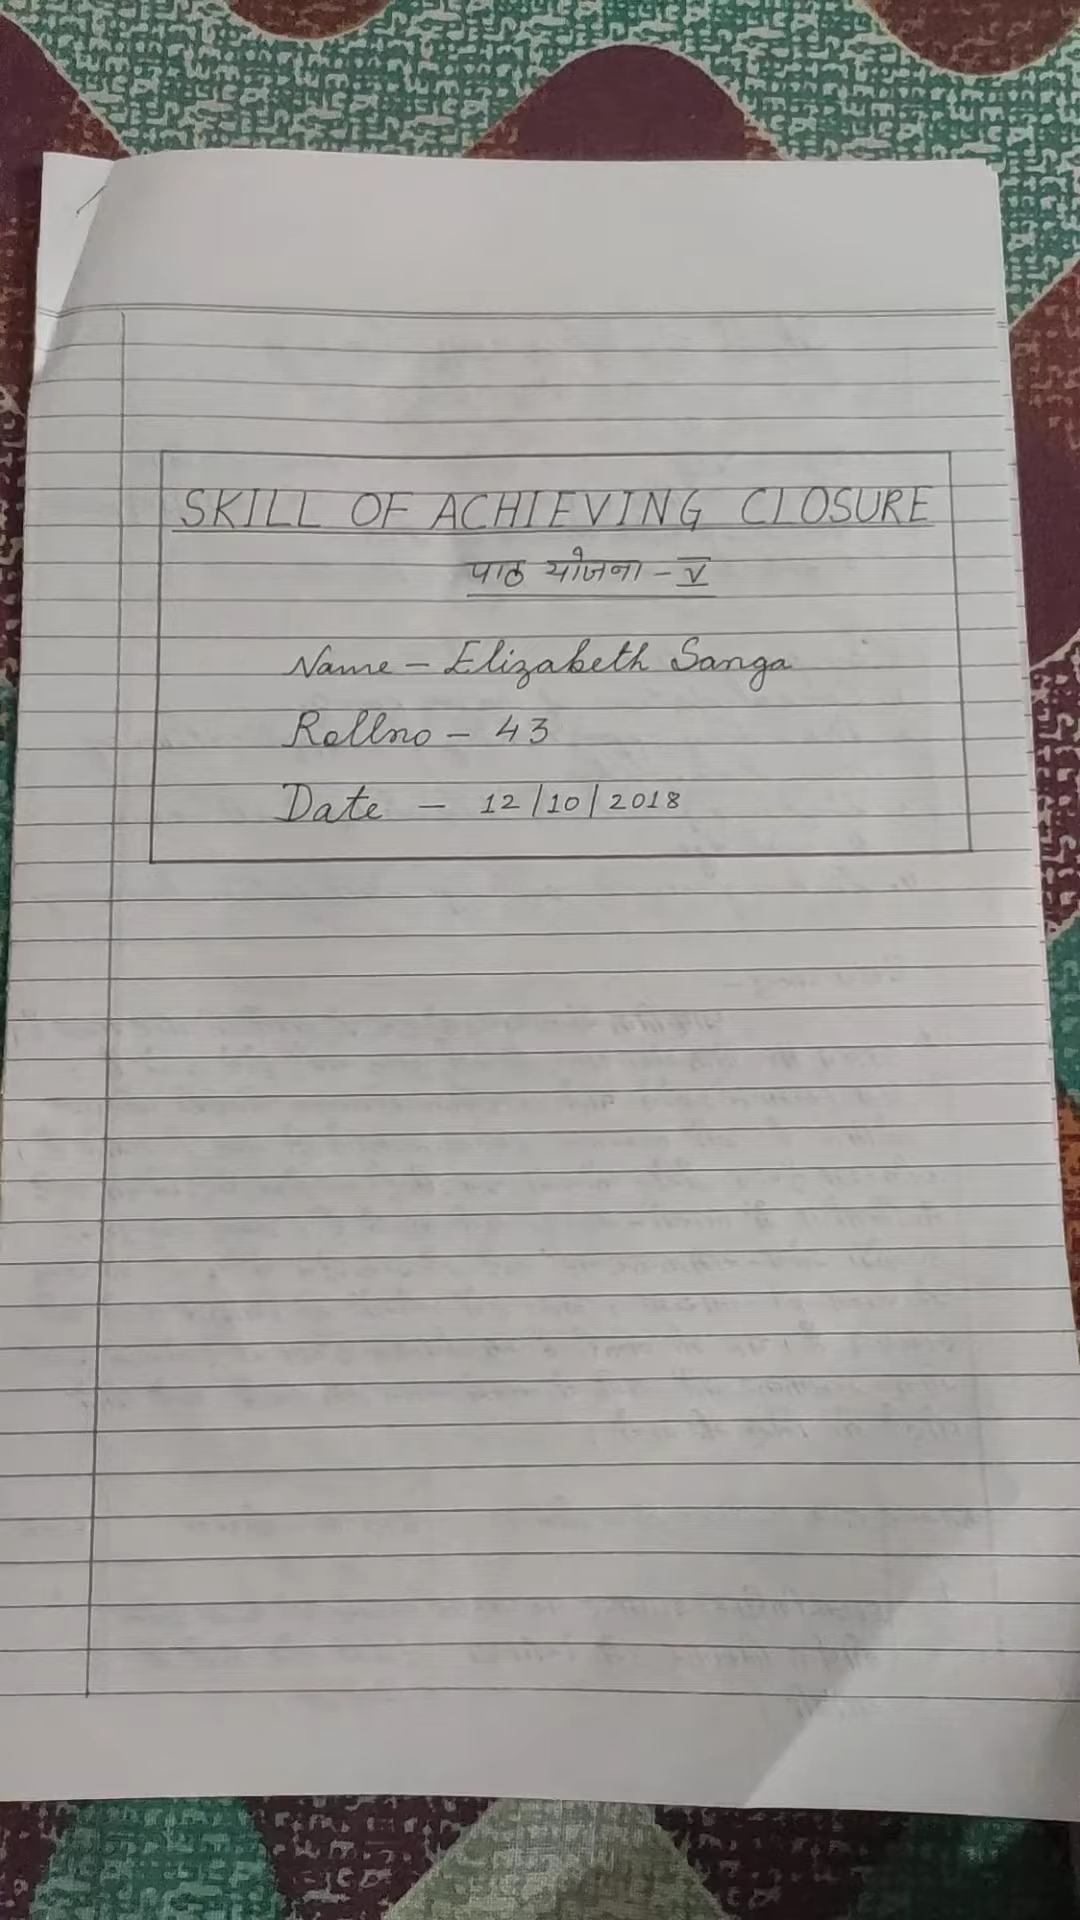 SKILL OF ACHIEVING CLOSURE
पाठ योजना - V
Name - Elizabeth Sanga
Rollno - 43
Date - 12/10/2018